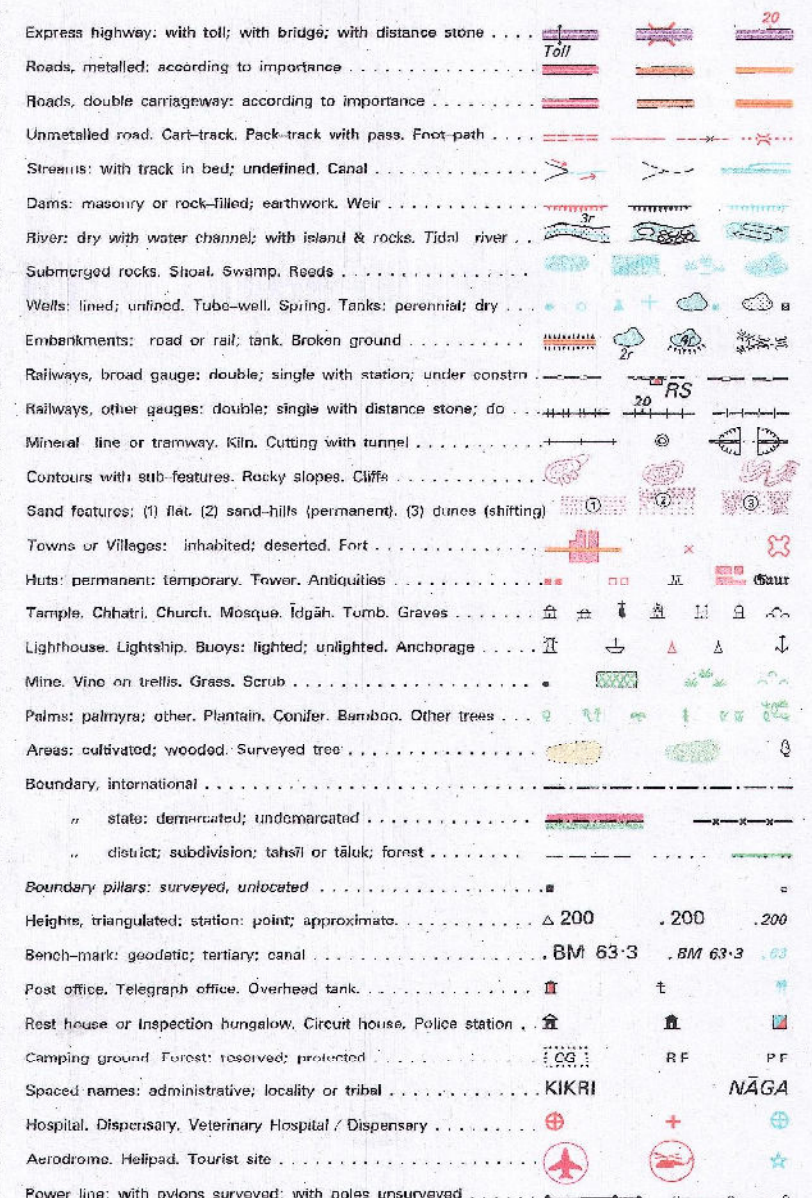 20
Express highway: with toll; with bridge; with distance stone
Toll
Roads, metalled: according to importance
Roads, double carriageway: according to importance
Unmetalled road. Cart-track. Pack-track with pass. Foot-path
Streams: with track in bed; undefined. Canal
Dams: masonry or rock-filled; earthwork. Weir
3r
River: dry with water channel; with island & rocks. Tidal river
Submerged rocks. Shoal. Swamp. Reeds
Wells: lined; unlined. Tube-well. Spring. Tanks: perennial; dry
Embankments: road or rail; tank. Broken ground
2r 4r
Railways, broad gauge: double; single with station; under constrn
RS
Railways, other gauges: double; single with distance stone; do
20
Mineral line or tramway. Kiln. Cutting with tunnel
Contours with sub-features. Rocky slopes. Cliffs
Sand features: (1) flat. (2) sand-hills (permanent). (3) dunes (shifting) 1 2 3
Towns or Villages: inhabited; deserted. Fort
Huts: permanent: temporary. Tower. Antiquities Gaur
Temple. Chhatri. Church. Mosque. Īdgāh. Tomb. Graves
Lighthouse. Lightship. Buoys: lighted; unlighted. Anchorage
Mine. Vine on trellis. Grass. Scrub
Palms: palmyra; other. Plantain. Conifer. Bamboo. Other trees
Areas: cultivated; wooded. Surveyed tree
Boundary, international
„ state: demarcated; undemarcated
„ district; subdivision; tahsīl or tāluk; forest
Boundary pillars: surveyed, unlocated
Heights, triangulated: station: point; approximate. 200 .200 .200
Bench-mark: geodetic; tertiary; canal .BM 63·3 .BM 63·3 .63
Post office. Telegraph office. Overhead tank.
Rest house or Inspection bungalow. Circuit house. Police station
Camping ground Forest: reserved; protected CG RF PF
Spaced names: administrative; locality or tribal KIKRI NĀGA
Hospital. Dispensary. Veterinary Hospital / Dispensary
Aerodrome. Helipad. Tourist site
Power line: with pylons surveyed; with poles unsurveyed